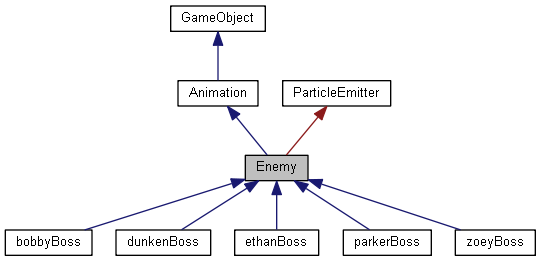 GameObject
Animation
ParticleEmitter
Enemy
bobbyBoss
dunkenBoss
ethanBoss
parkerBoss
zoeyBoss